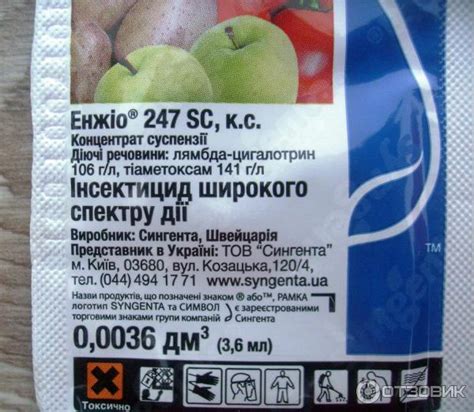 Енжіо® 247 SC, к.с.
Концентрат суспензії
Діючі речовини: лямбда-цигалотрин
106 г/л, тіаметоксам 141 г/л
Інсектицид широкого
спектру дії
Виробник: Сингента, Швейцарія
Представник в Україні: ТОВ "Сингента"
м. Київ, 03680, вул. Козацька,120/4,
тел. (044) 494 17 71 www.syngenta.ua
Назви продуктів, що позначені знаком ® або™, РАМКА
логотип SYNGENTA та СИМВОЛ є зареєстрованими
торговими знаками групи компаній Сингента
0,0036 дм³ (3,6 мл)
Токсично
TM
ОТЗОВИК